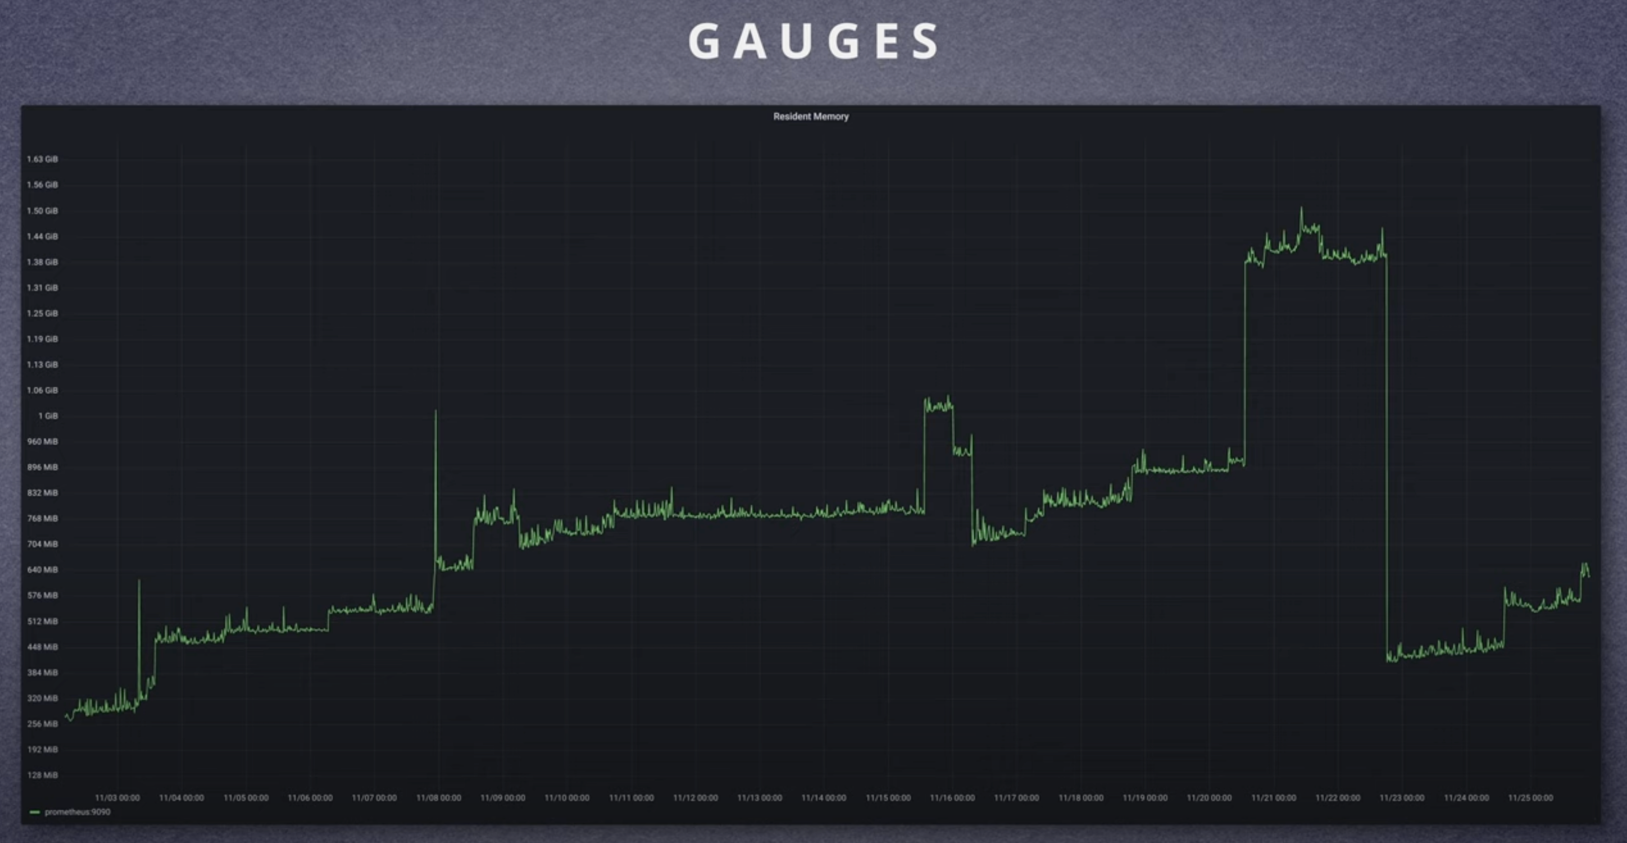 GAUGES
Resident Memory
1.63 GiB
1.56 GiB
1.50 GiB
1.44 GiB
1.38 GiB
1.31 GiB
1.25 GiB
1.19 GiB
1.13 GiB
1.06 GiB
1 GiB
960 MiB
896 MiB
832 MiB
768 MiB
704 MiB
640 MiB
576 MiB
512 MiB
448 MiB
384 MiB
320 MiB
256 MiB
192 MiB
128 MiB
11/03 00:00 11/04 00:00 11/05 00:00 11/06 00:00 11/07 00:00 11/08 00:00 11/09 00:00 11/10 00:00 11/11 00:00 11/12 00:00 11/13 00:00 11/14 00:00 11/15 00:00 11/16 00:00 11/17 00:00 11/18 00:00 11/19 00:00 11/20 00:00 11/21 00:00 11/22 00:00 11/23 00:00 11/24 00:00 11/25 00:00
prometheus:9090